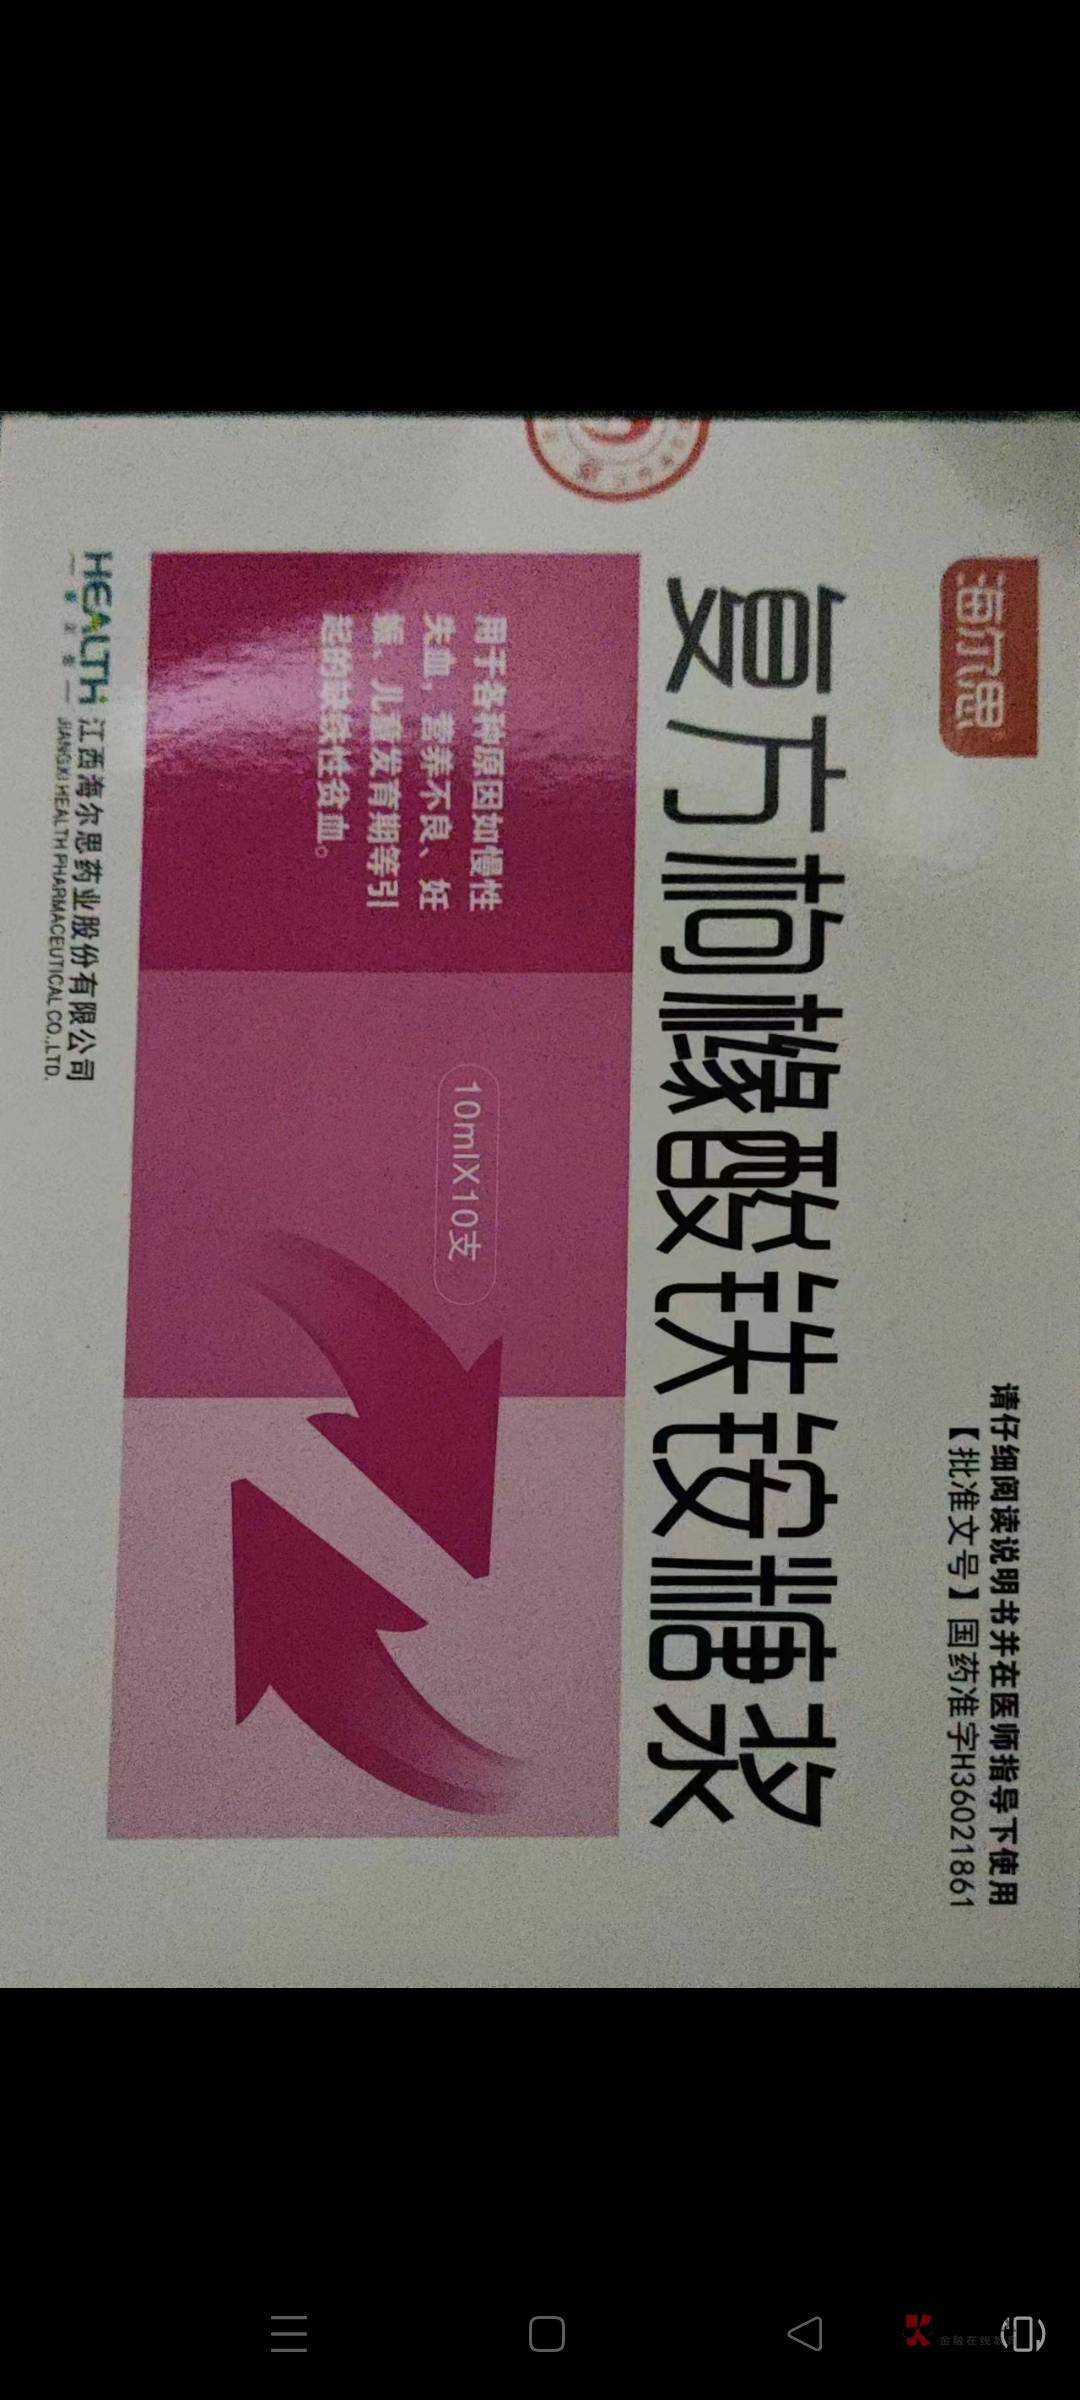 海尔思
请仔细阅读说明书并在医师指导下使用
【批准文号】国药准字H36021861
复方枸橼酸铁铵糖浆
用于各种原因如慢性
失血，营养不良、妊
娠、儿童发育期等引
起的缺铁性贫血。
10mlX10支
HEALTH
江西海尔思药业股份有限公司
JIANGXI HEALTH PHARMACEUTICAL CO.,LTD.